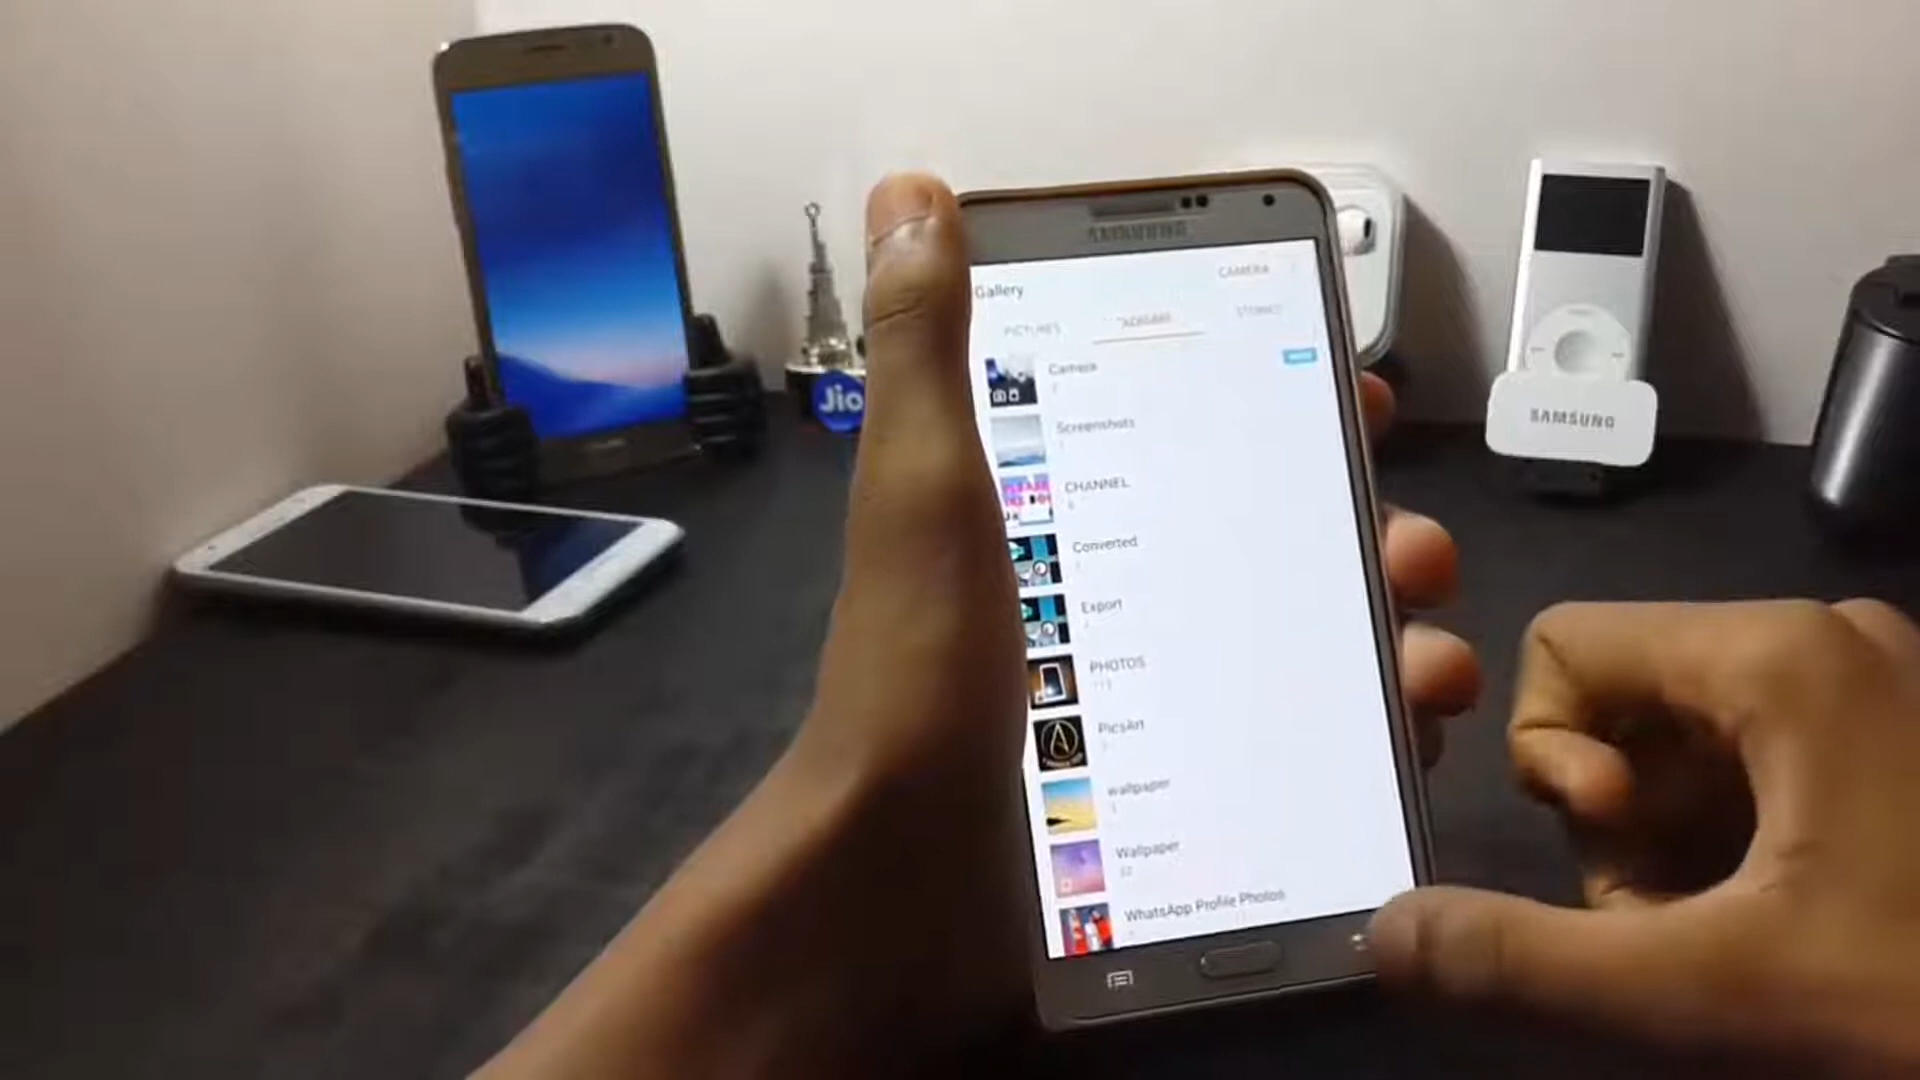 SAMSUNG
CAMERA
Gallery
PICTURES
STORIES
Camera
Screenshots
CHANNEL
Converted
Export
PHOTOS
113
PicsArt
wallpaper
Wallpaper
WhatsApp Profile Photos
Jio
SAMSUNG